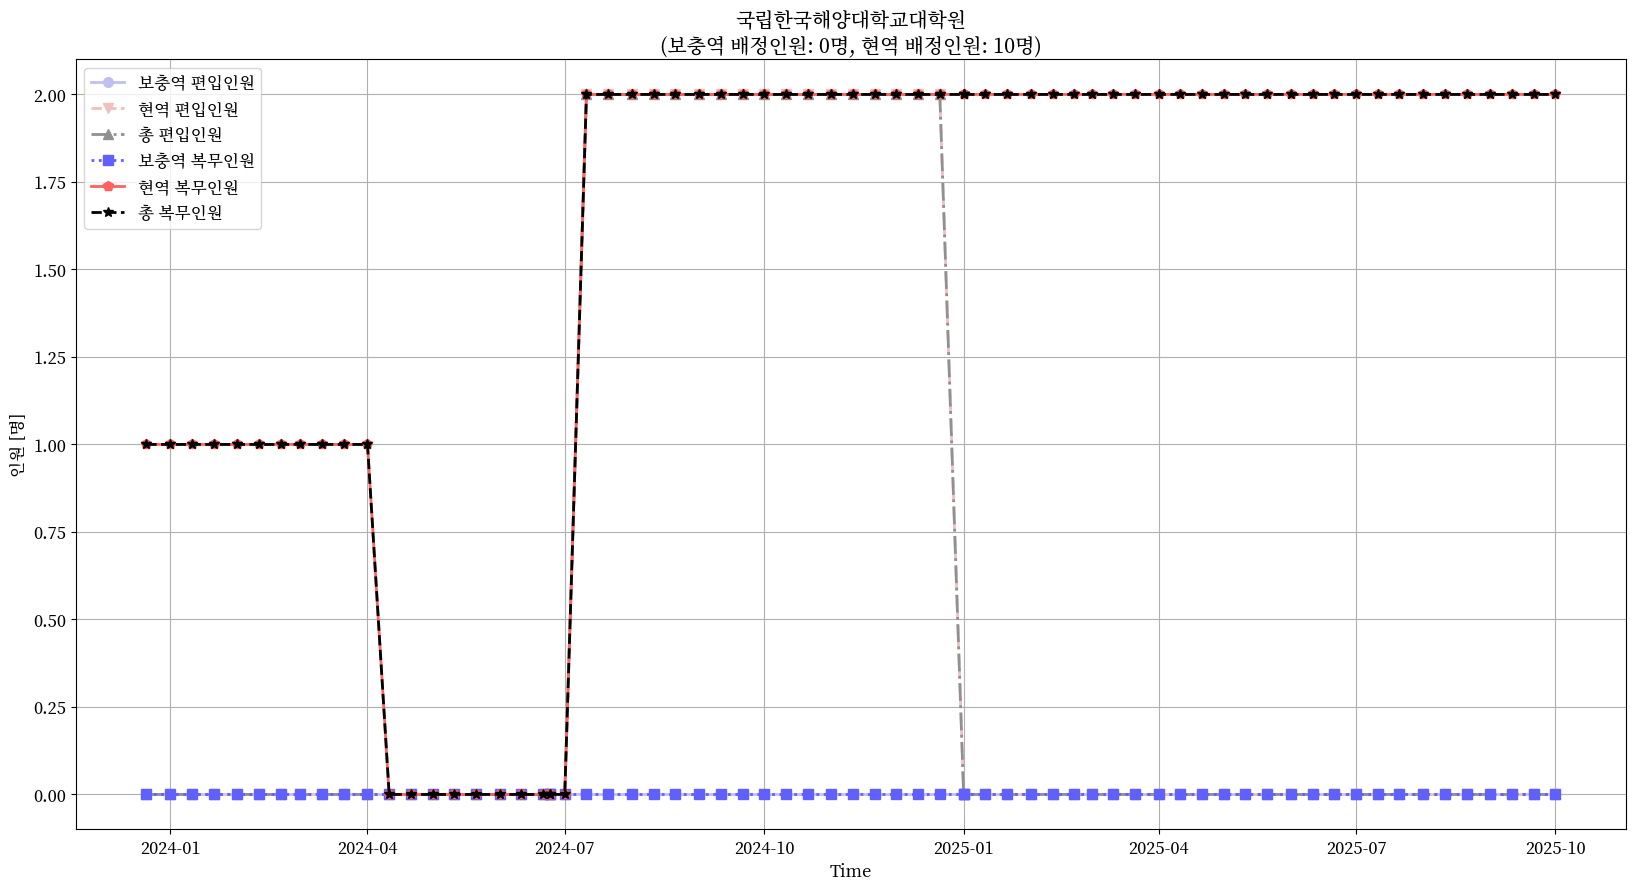 국립한국해양대학교대학원
(보충역 배정인원: 0명, 현역 배정인원: 10명)
보충역 편입인원
현역 편입인원
총 편입인원
보충역 복무인원
현역 복무인원
총 복무인원
2.00
1.75
1.50
1.25
1.00
0.75
0.50
0.25
0.00
인원 [명]
2024-01
2024-04
2024-07
2024-10
2025-01
2025-04
2025-07
2025-10
Time